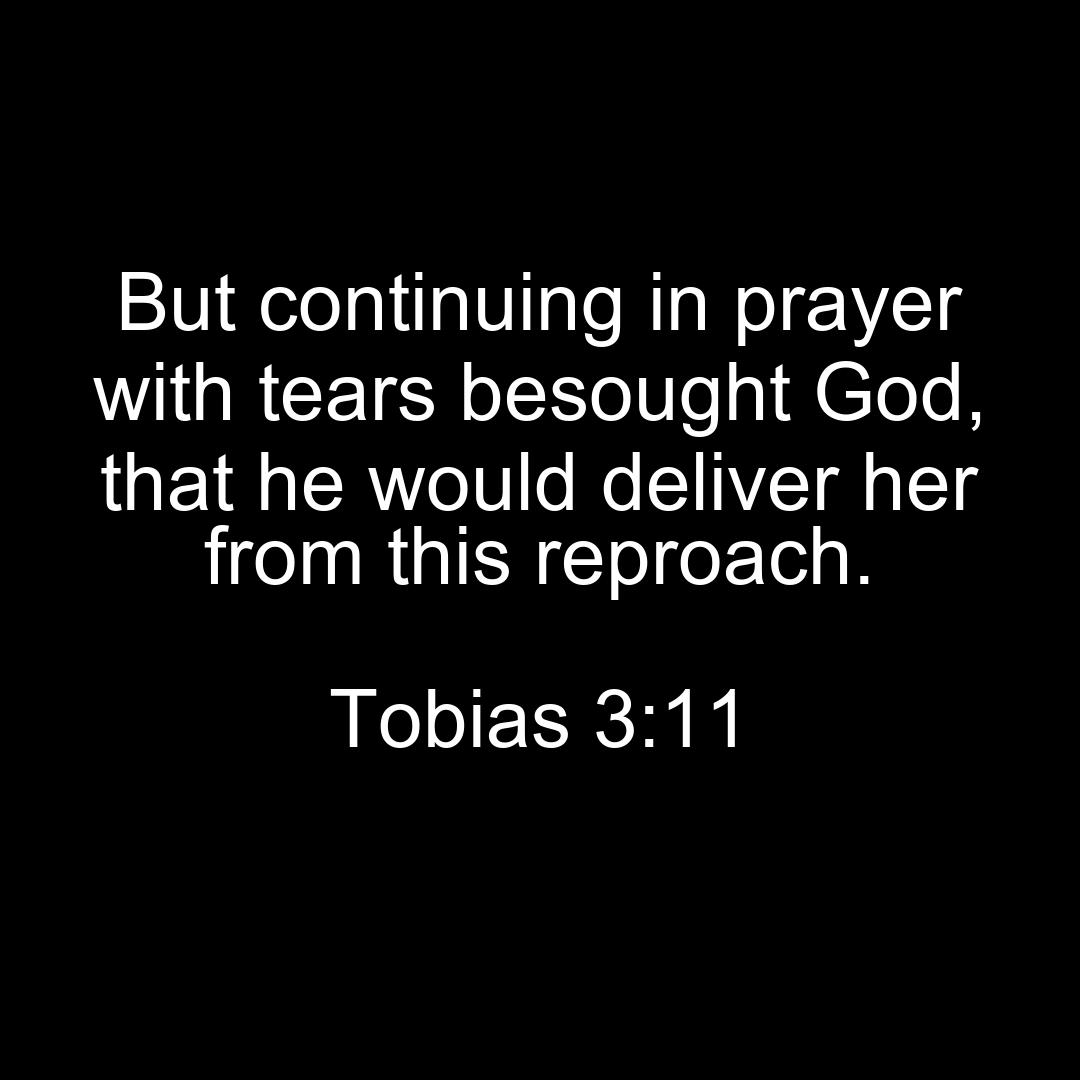 But continuing in prayer
with tears besought God,
that he would deliver her
from this reproach.
Tobias 3:11